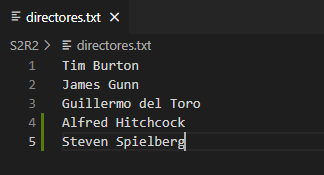 directores.txt
S2R2 > directores.txt
1 Tim Burton
2 James Gunn
3 Guillermo del Toro
4 Alfred Hitchcock
5 Steven Spielberg